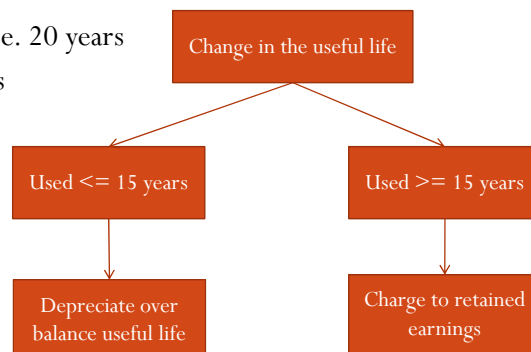 e. 20 years
s
Change in the useful life
Used <= 15 years
Used >= 15 years
Depreciate over
balance useful life
Charge to retained
earnings